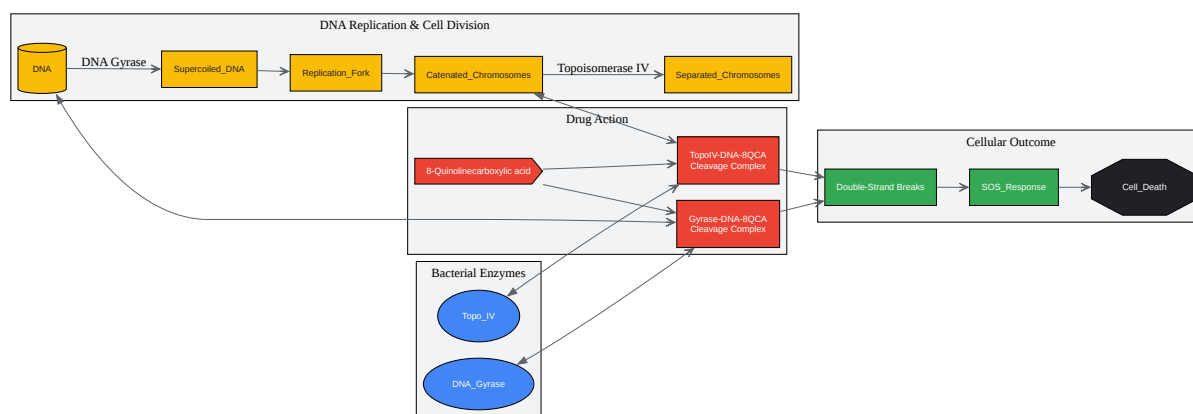 DNA Replication & Cell Division
DNA
DNA Gyrase
Supercoiled_DNA
Replication_Fork
Catenated_Chromosomes
Topoisomerase IV
Separated_Chromosomes
Drug Action
8-Quinolinecarboxylic acid
TopoIV-DNA-8QCA
Cleavage Complex
Gyrase-DNA-8QCA
Cleavage Complex
Cellular Outcome
Double-Strand Breaks
SOS_Response
Cell_Death
Bacterial Enzymes
Topo_IV
DNA_Gyrase